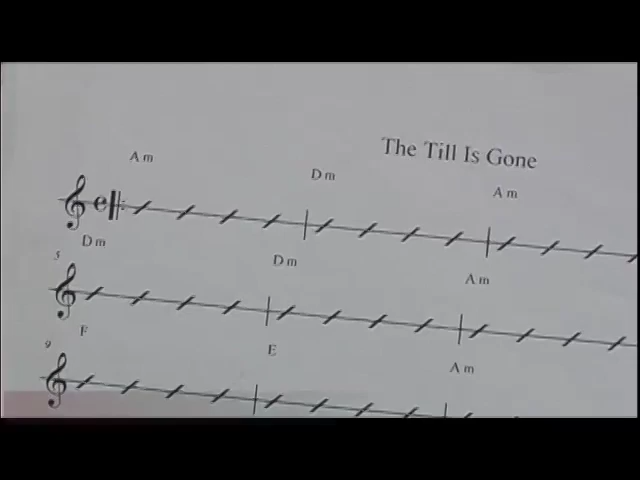 The Till Is Gone
Am Dm Am
5 Dm Dm Am
9 F E Am